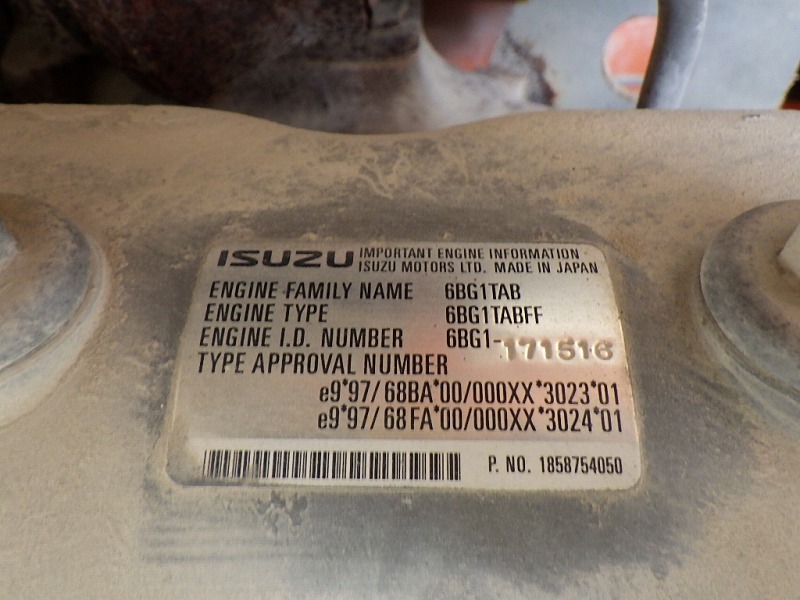 ISUZU IMPORTANT ENGINE INFORMATION
ISUZU MOTORS LTD. MADE IN JAPAN
ENGINE FAMILY NAME 6BG1TAB
ENGINE TYPE 6BG1TABFF
ENGINE I.D. NUMBER 6BG1-171516
TYPE APPROVAL NUMBER
e9*97/68BA*00/000XX*3023*01
e9*97/68FA*00/000XX*3024*01
P. NO. 1858754050